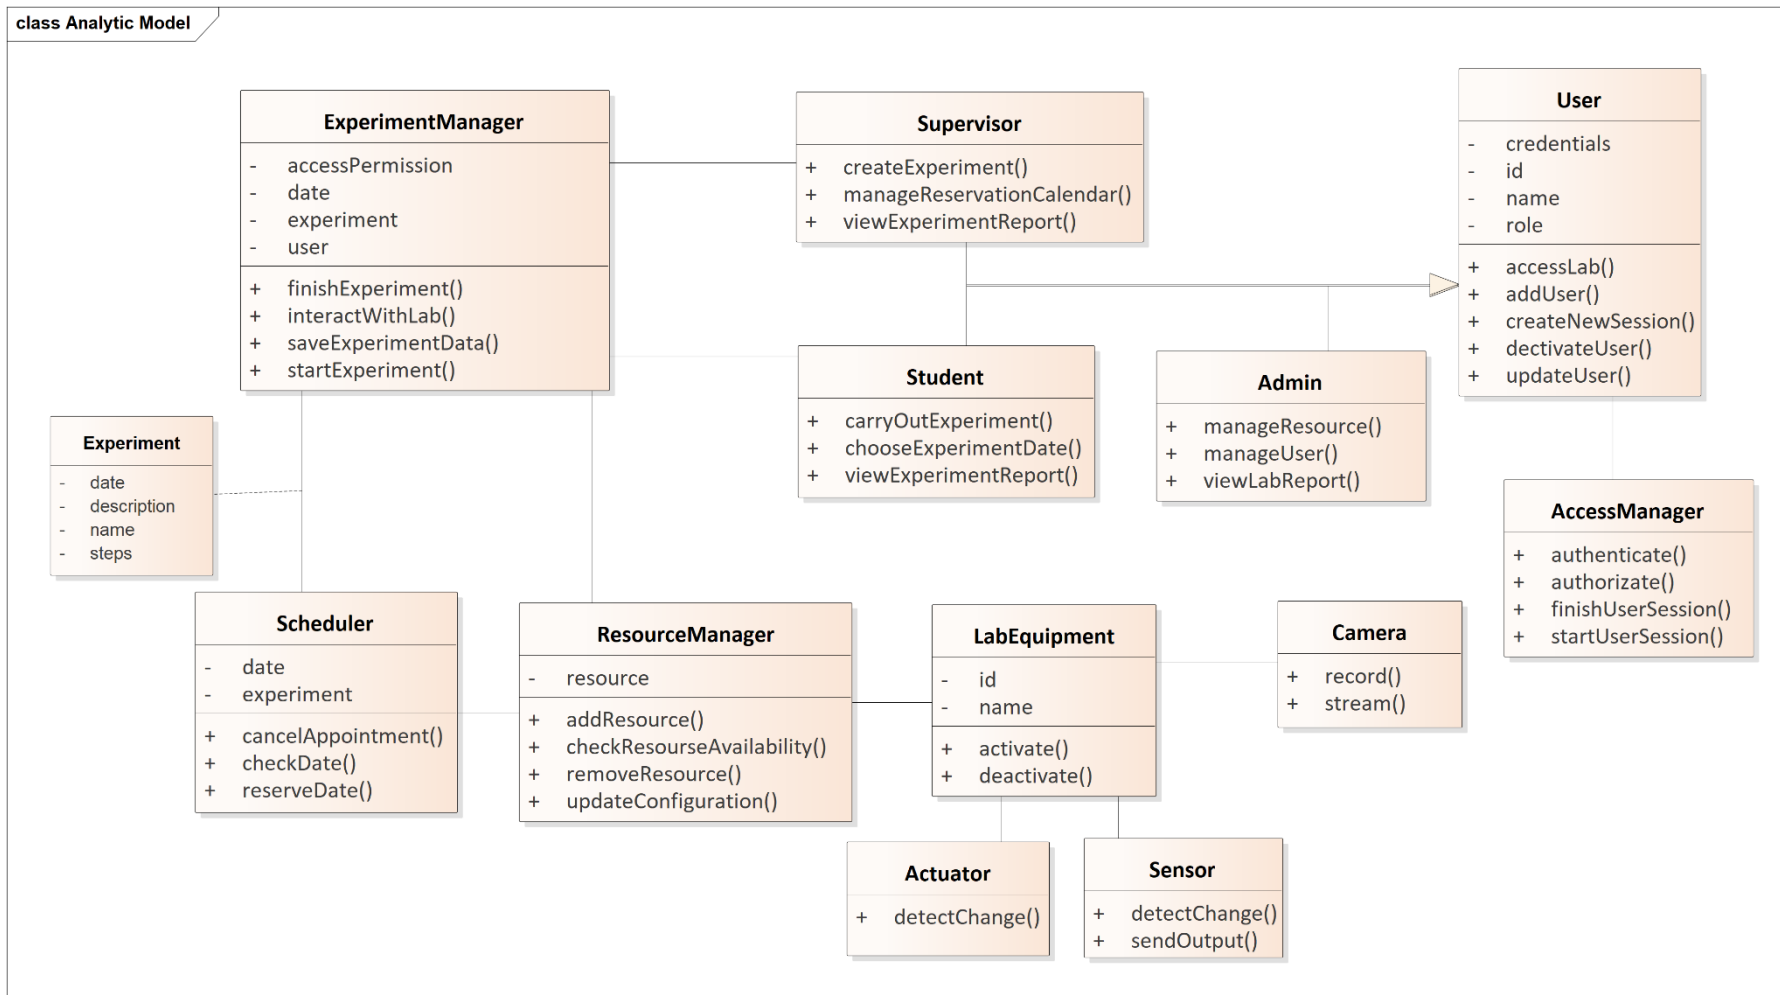 class Analytic Model
ExperimentManager
- accessPermission
- date
- experiment
- user
+ finishExperiment()
+ interactWithLab()
+ saveExperimentData()
+ startExperiment()
Supervisor
+ createExperiment()
+ manageReservationCalendar()
+ viewExperimentReport()
User
- credentials
- id
- name
- role
+ accessLab()
+ addUser()
+ createNewSession()
+ dectivateUser()
+ updateUser()
Student
+ carryOutExperiment()
+ chooseExperimentDate()
+ viewExperimentReport()
Admin
+ manageResource()
+ manageUser()
+ viewLabReport()
Experiment
- date
- description
- name
- steps
AccessManager
+ authenticate()
+ authorizate()
+ finishUserSession()
+ startUserSession()
Scheduler
- date
- experiment
+ cancelAppointment()
+ checkDate()
+ reserveDate()
ResourceManager
- resource
+ addResource()
+ checkResourseAvailability()
+ removeResource()
+ updateConfiguration()
LabEquipment
- id
- name
+ activate()
+ deactivate()
Camera
+ record()
+ stream()
Actuator
+ detectChange()
Sensor
+ detectChange()
+ sendOutput()